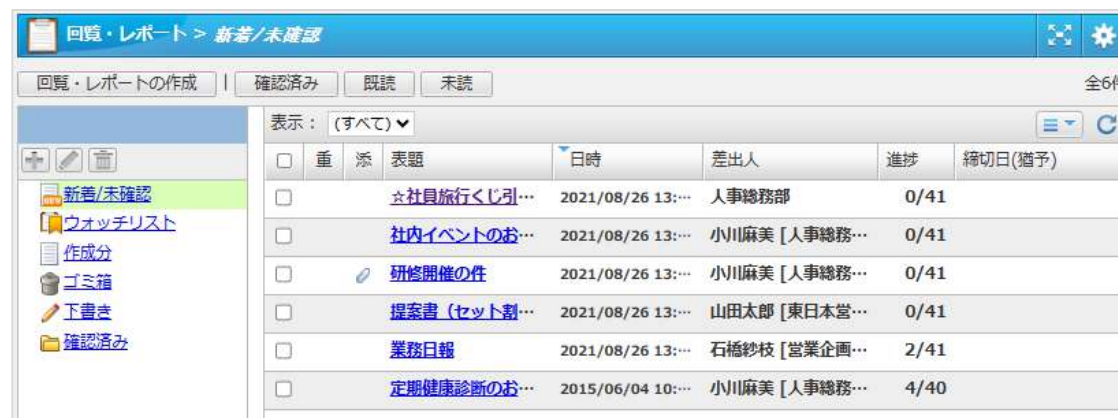 回覧・レポート > 新着/未確認
回覧・レポートの作成 | 確認済み 既読 未読 全6件
表示： (すべて)
重 添 表題 日時 差出人 進捗 締切日(猶予)
新着/未確認
ウォッチリスト
作成分
ゴミ箱
下書き
確認済み
☆社員旅行くじ引… 2021/08/26 13:… 人事総務部 0/41
社内イベントのお… 2021/08/26 13:… 小川麻美 [人事総務… 0/41
研修開催の件 2021/08/26 13:… 小川麻美 [人事総務… 0/41
提案書（セット割… 2021/08/26 13:… 山田太郎 [東日本営… 0/41
業務日報 2021/08/26 13:… 石橋紗枝 [営業企画… 2/41
定期健康診断のお… 2015/06/04 10:… 小川麻美 [人事総務… 4/40